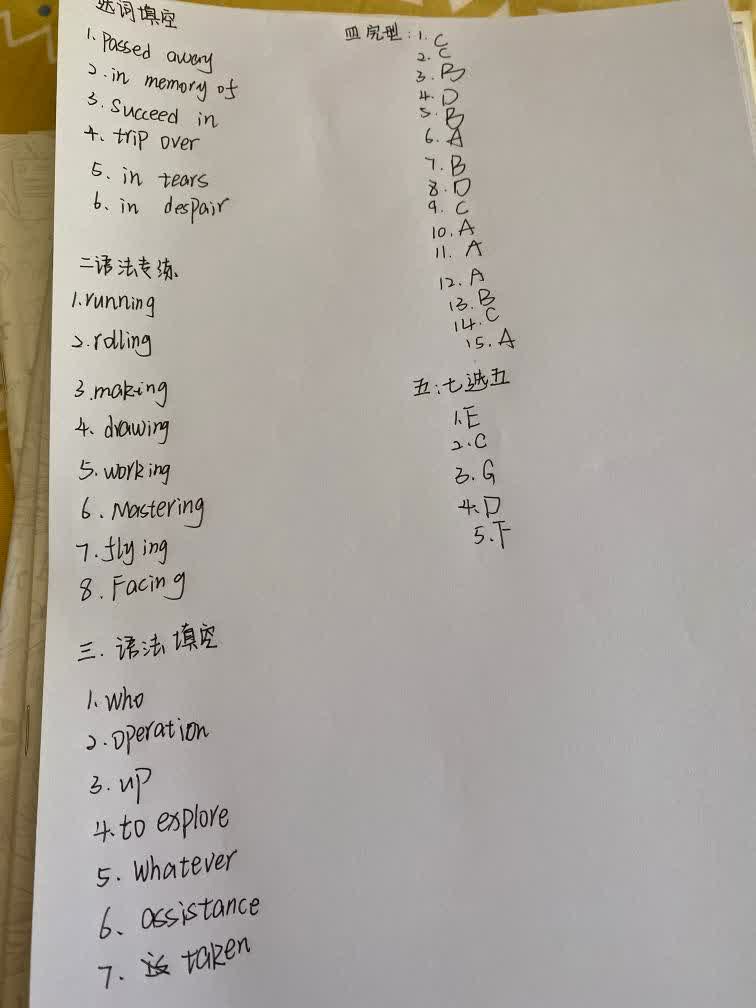 选词填空
1. Passed away
2. in memory of
3. Succeed in
4. trip over
5. in tears
6. in despair
二语法专练
1. running
2. rolling
3. making
4. drawing
5. working
6. Mastering
7. flying
8. Facing
三. 语法填空
1. who
2. operation
3. up
4. to explore
5. whatever
6. assistance
7. taken
四 完型:1. C
2. C
3. B
4. D
5. B
6. A
7. B
8. D
9. C
10. A
11. A
12. A
13. B
14. C
15. A
五:七选五
1. E
2. C
3. G
4. D
5. F